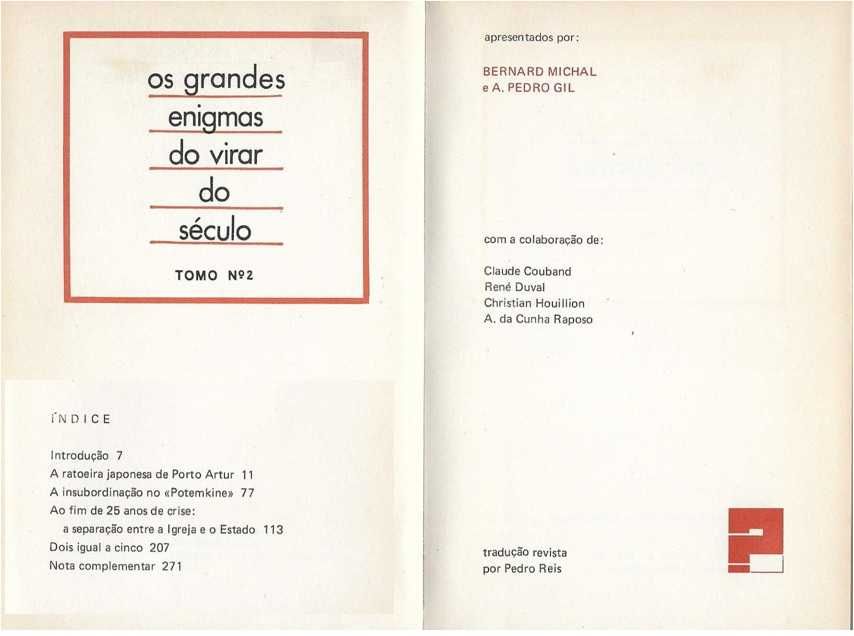 os grandes
enigmas
do virar
do
século
TOMO Nº2
ÍNDICE
Introdução 7
A ratoeira japonesa de Porto Artur 11
A insubordinação no «Potemkine» 77
Ao fim de 25 anos de crise:
a separação entre a Igreja e o Estado 113
Dois igual a cinco 207
Nota complementar 271
apresentados por:
BERNARD MICHAL
e A. PEDRO GIL
com a colaboração de:
Claude Couband
René Duval
Christian Houillion
A. da Cunha Raposo
tradução revista
por Pedro Reis
?